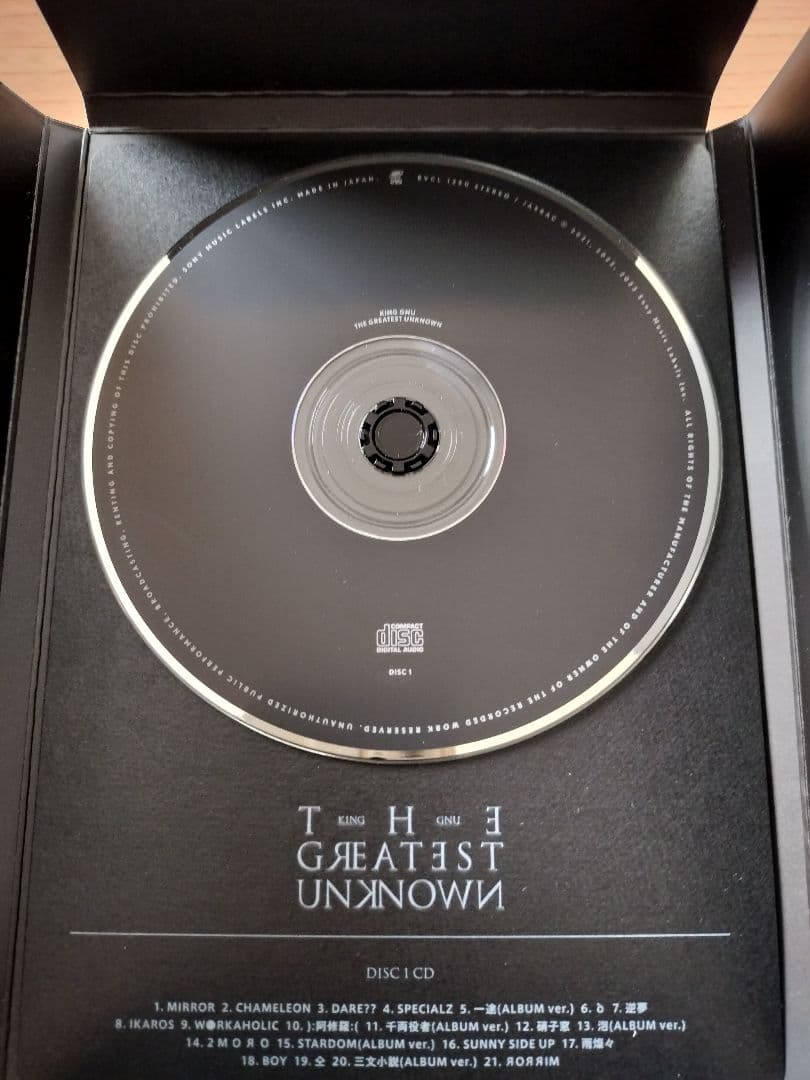 UNAUTHORIZED PUBLIC PERFORMANCE, BROADCASTING, RENTING AND COPYING OF THIS DISC PROHIBITED. SONY MUSIC LABELS INC. MADE IN JAPAN.
STEREO / JASRAC ℗ 2021, 2022, 2023 Sony Music Labels Inc. ALL RIGHTS OF THE MANUFACTURER AND OF THE OWNER OF THE RECORDED WORK RESERVED.
KING GNU
THE GREATEST UNKNOWN
COMPACT
disc
DIGITAL AUDIO
DISC 1
T KING H GNU E
GREATEST
UNKNOWN
DISC 1 CD
1. MIRROR 2. CHAMELEON 3. DARE?? 4. SPECIALZ 5. 一途(ALBUM ver.) 6. 7. 逆夢
8. IKAROS 9. W●RKAHOLIC 10. ):阿修羅:( 11. 千両役者(ALBUM ver.) 12. 硝子窓 13. 泡(ALBUM ver.)
14. 2 M O Я O 15. STARDOM(ALBUM ver.) 16. SUNNY SIDE UP 17. 雨燦々
18. BOY 19. 仝 20. 三文小説(ALBUM ver.) 21. ЯOЯЯIM